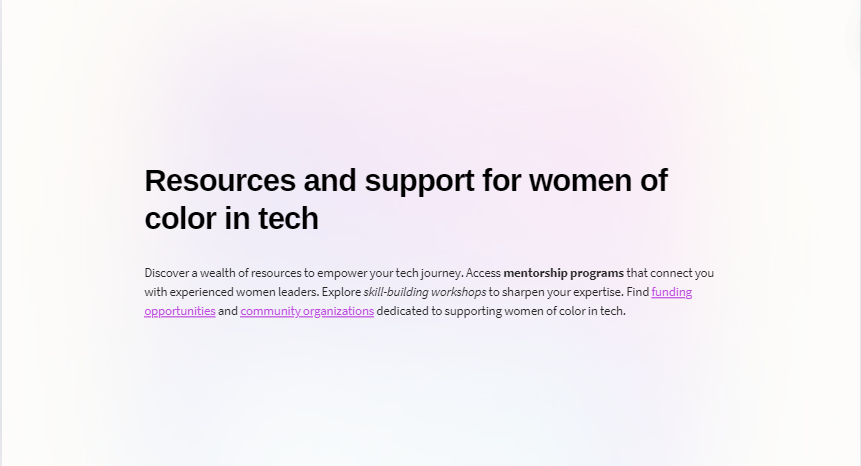 Resources and support for women of
color in tech
Discover a wealth of resources to empower your tech journey. Access mentorship programs that connect you
with experienced women leaders. Explore skill-building workshops to sharpen your expertise. Find funding
opportunities and community organizations dedicated to supporting women of color in tech.